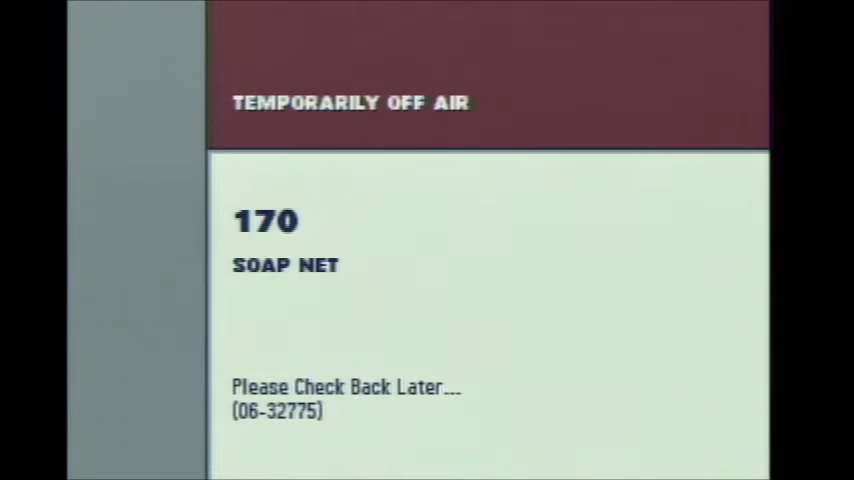 TEMPORARILY OFF AIR
170
SOAP NET
Please Check Back Later...
(06-32775)